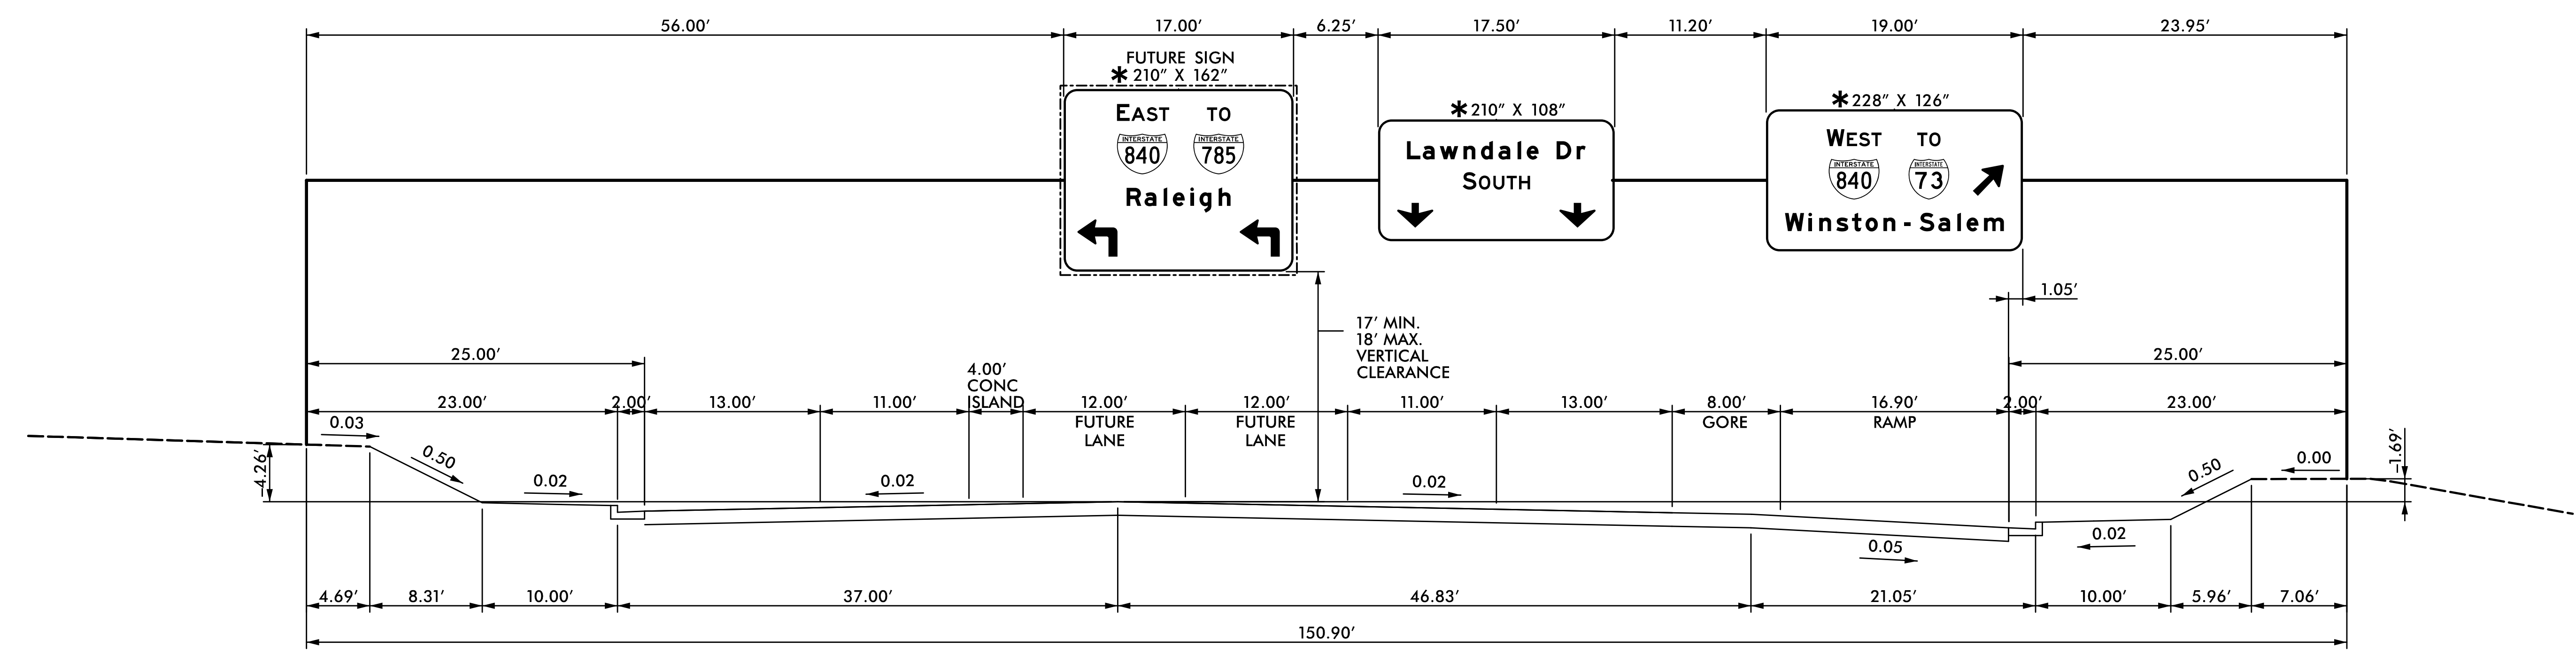 56.00′ 17.00′ 6.25′ 17.50′ 11.20′ 19.00′ 23.95′
FUTURE SIGN
* 210″ X 162″
* 210″ X 108″
* 228″ X 126″
EAST TO
INTERSTATE 840 INTERSTATE 785
Raleigh
Lawndale Dr
SOUTH
WEST TO
INTERSTATE 840 INTERSTATE 73
Winston-Salem
1.05′
17′ MIN.
18′ MAX.
VERTICAL
CLEARANCE
25.00′ 25.00′
4.00′
CONC
ISLAND
23.00′ 2.00′ 13.00′ 11.00′ 12.00′ 12.00′ 11.00′ 13.00′ 8.00′ 16.90′ 2.00′ 23.00′
FUTURE
LANE
FUTURE
LANE
GORE
RAMP
0.03
-4.26′
0.50
0.02
0.02
0.02
0.50
0.00
-1.69′
0.05
0.02
4.69′ 8.31′ 10.00′ 37.00′ 46.83′ 21.05′ 10.00′ 5.96′ 7.06′
150.90′